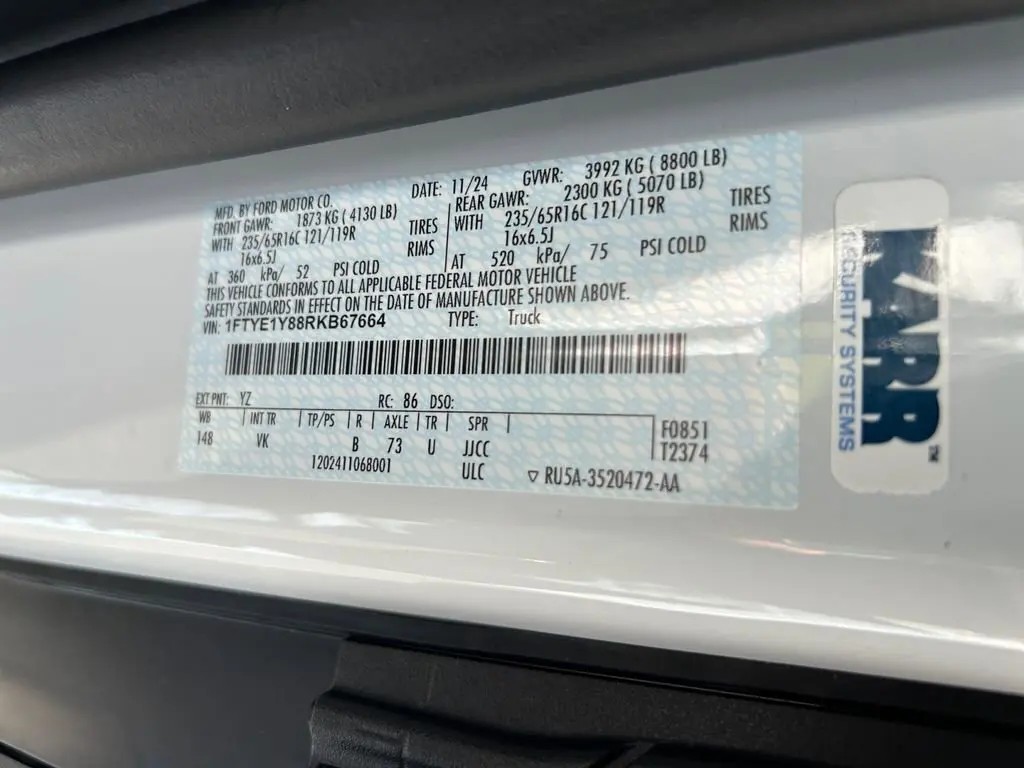 MFD. BY FORD MOTOR CO. DATE: 11/24 GVWR: 3992 KG ( 8800 LB)
FRONT GAWR: 1873 KG ( 4130 LB) REAR GAWR: 2300 KG ( 5070 LB)
WITH 235/65R16C 121/119R TIRES WITH 235/65R16C 121/119R TIRES
16x6.5J RIMS 16x6.5J RIMS
AT 360 kPa/ 52 PSI COLD AT 520 kPa/ 75 PSI COLD
THIS VEHICLE CONFORMS TO ALL APPLICABLE FEDERAL MOTOR VEHICLE
SAFETY STANDARDS IN EFFECT ON THE DATE OF MANUFACTURE SHOWN ABOVE.
VIN: 1FTYE1Y88RKB67664 TYPE: Truck
EXT PNT: YZ RC: 86 DSO:
WB INT TR TP/PS R AXLE TR SPR F0851
148 VK B 73 U JJCC T2374
1202411068001 ULC ▽ RU5A-3520472-AA
KARR
SECURITY SYSTEMS
TM